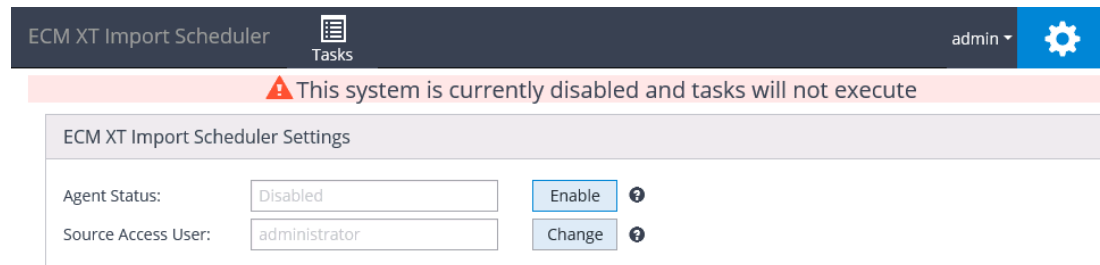 ECM XT Import Scheduler
Tasks
admin
This system is currently disabled and tasks will not execute
ECM XT Import Scheduler Settings
Agent Status: Disabled Enable
Source Access User: administrator Change